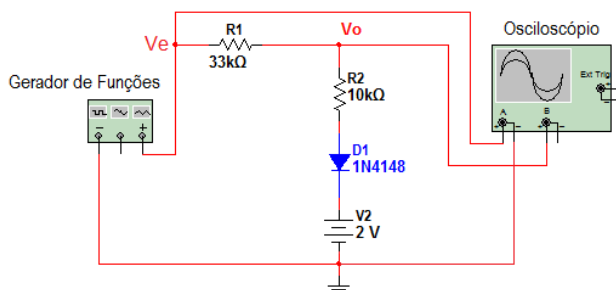 Osciloscópio
Ve
R1
33kΩ
Vo
Ext Trig
Gerador de Funções
R2
10kΩ
A
B
D1
1N4148
V2
2 V